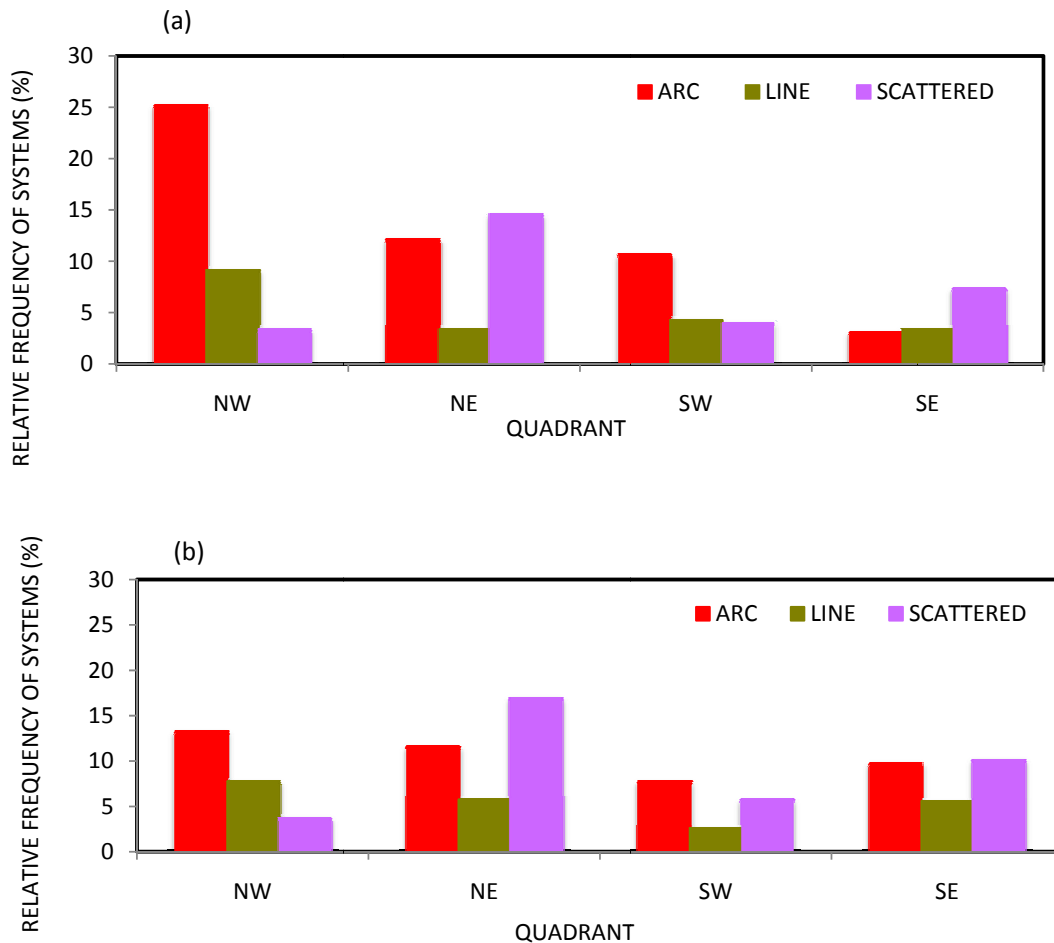 (a)
RELATIVE FREQUENCY OF SYSTEMS (%)
30
25
20
15
10
5
0
ARC LINE SCATTERED
NW NE SW SE
QUADRANT
(b)
RELATIVE FREQUENCY OF SYSTEMS (%)
30
25
20
15
10
5
0
ARC LINE SCATTERED
NW NE SW SE
QUADRANT